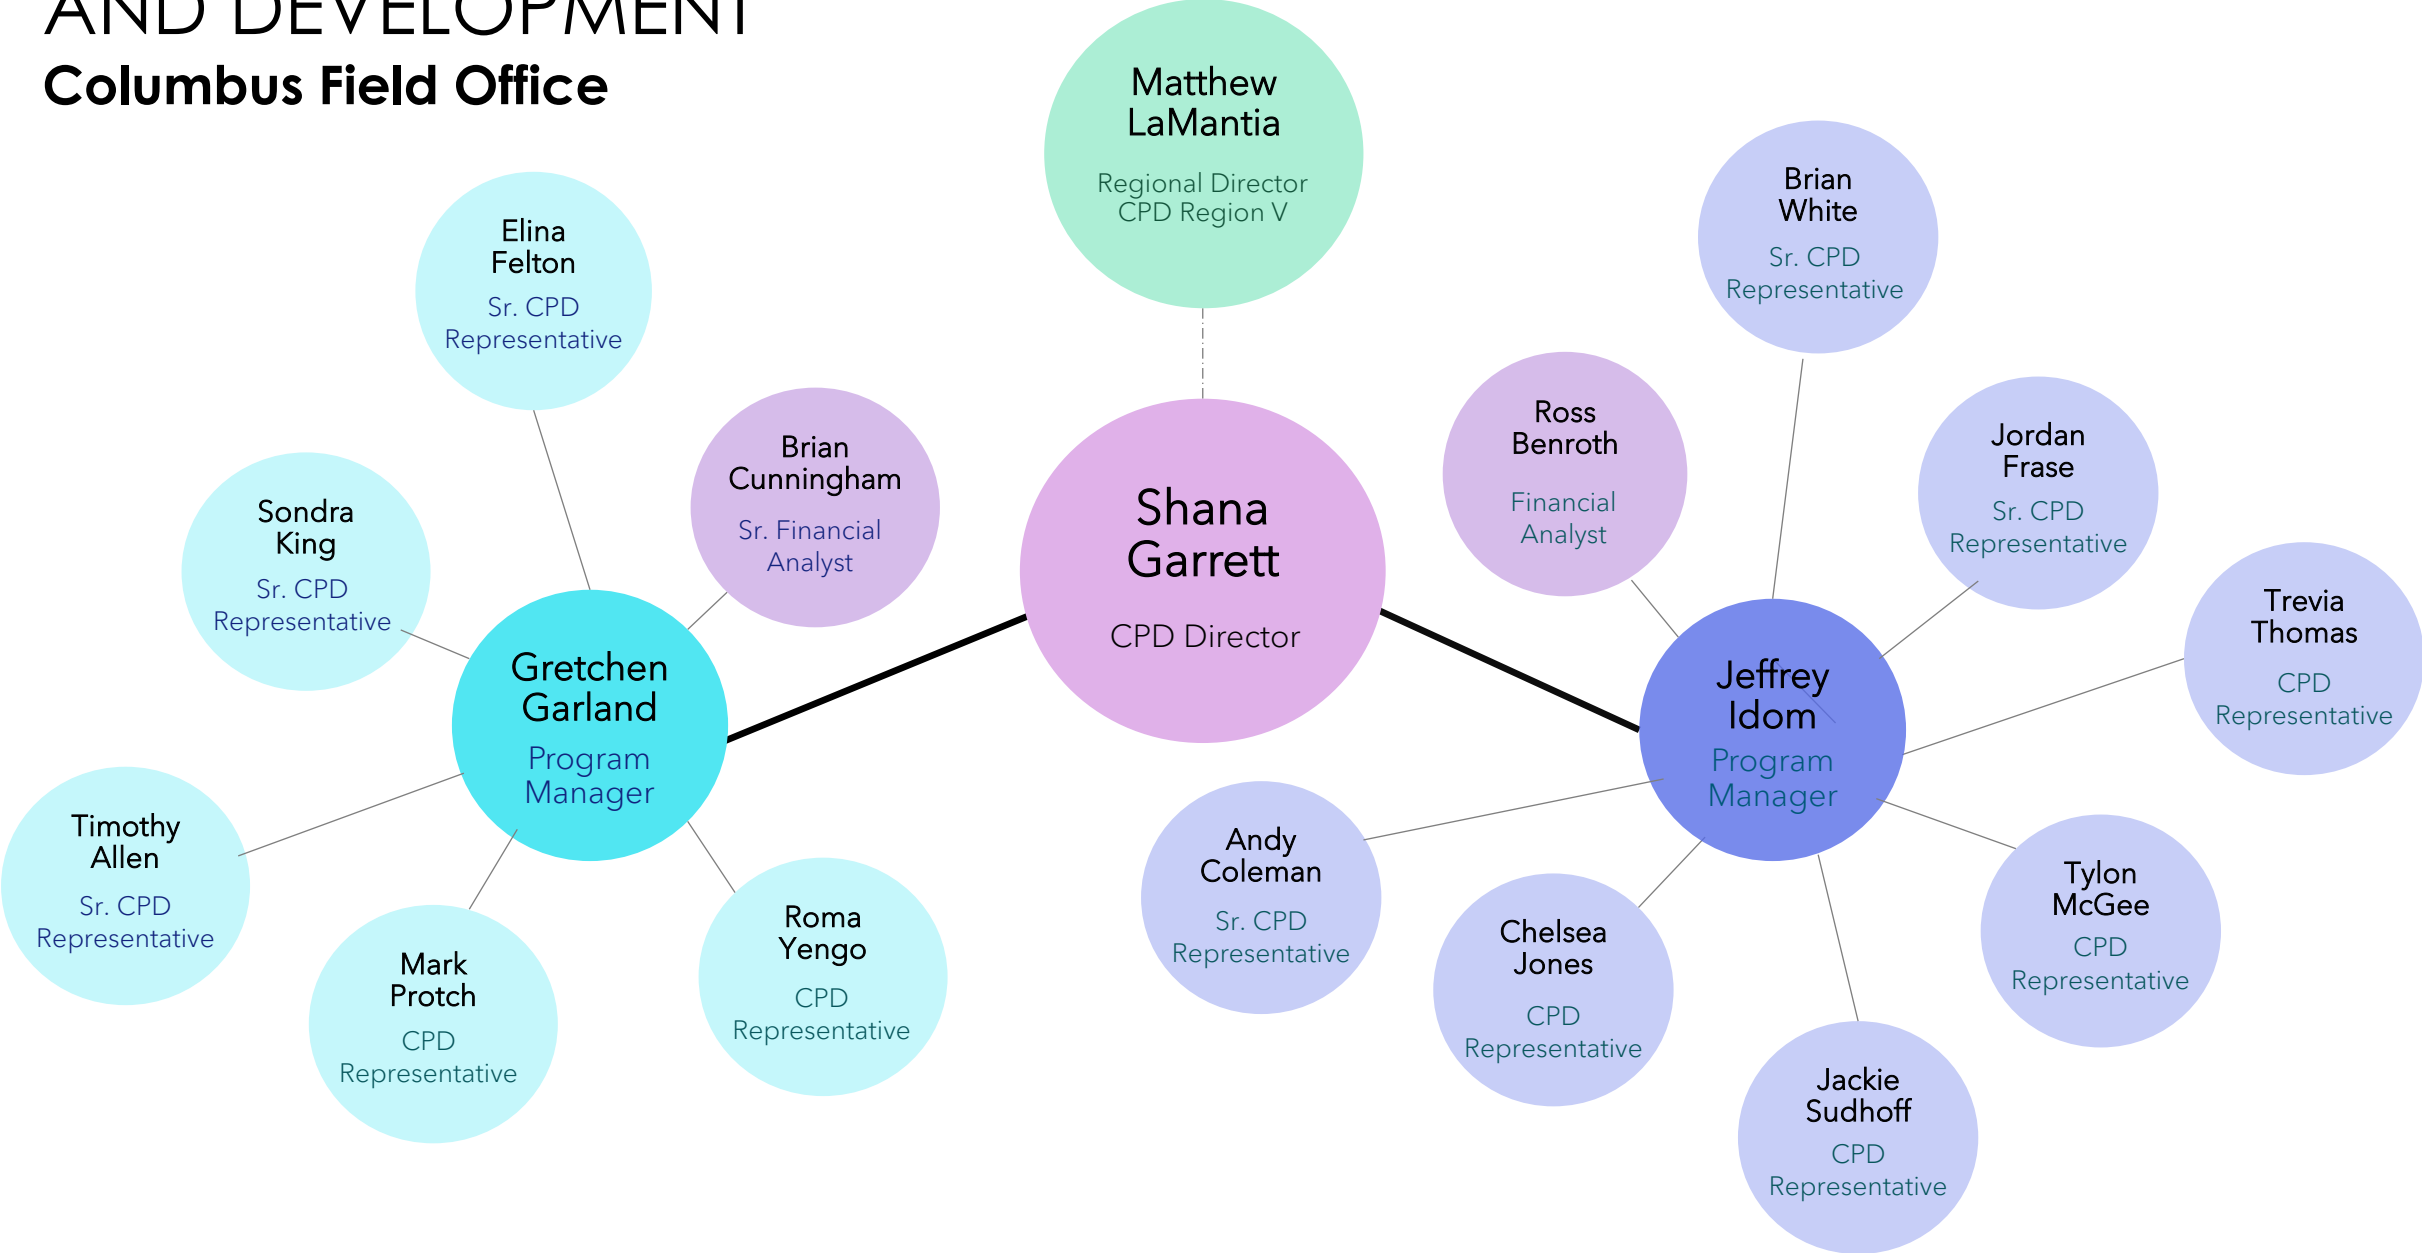 AND DEVELOPMENT
Columbus Field Office
Matthew
LaMantia
Regional Director
CPD Region V
Shana
Garrett
CPD Director
Elina
Felton
Sr. CPD
Representative
Brian
Cunningham
Sr. Financial
Analyst
Sondra
King
Sr. CPD
Representative
Gretchen
Garland
Program
Manager
Timothy
Allen
Sr. CPD
Representative
Mark
Protch
CPD
Representative
Roma
Yengo
CPD
Representative
Brian
White
Sr. CPD
Representative
Ross
Benroth
Financial
Analyst
Jordan
Frase
Sr. CPD
Representative
Trevia
Thomas
CPD
Representative
Jeffrey
Idom
Program
Manager
Andy
Coleman
Sr. CPD
Representative
Chelsea
Jones
CPD
Representative
Tylon
McGee
CPD
Representative
Jackie
Sudhoff
CPD
Representative